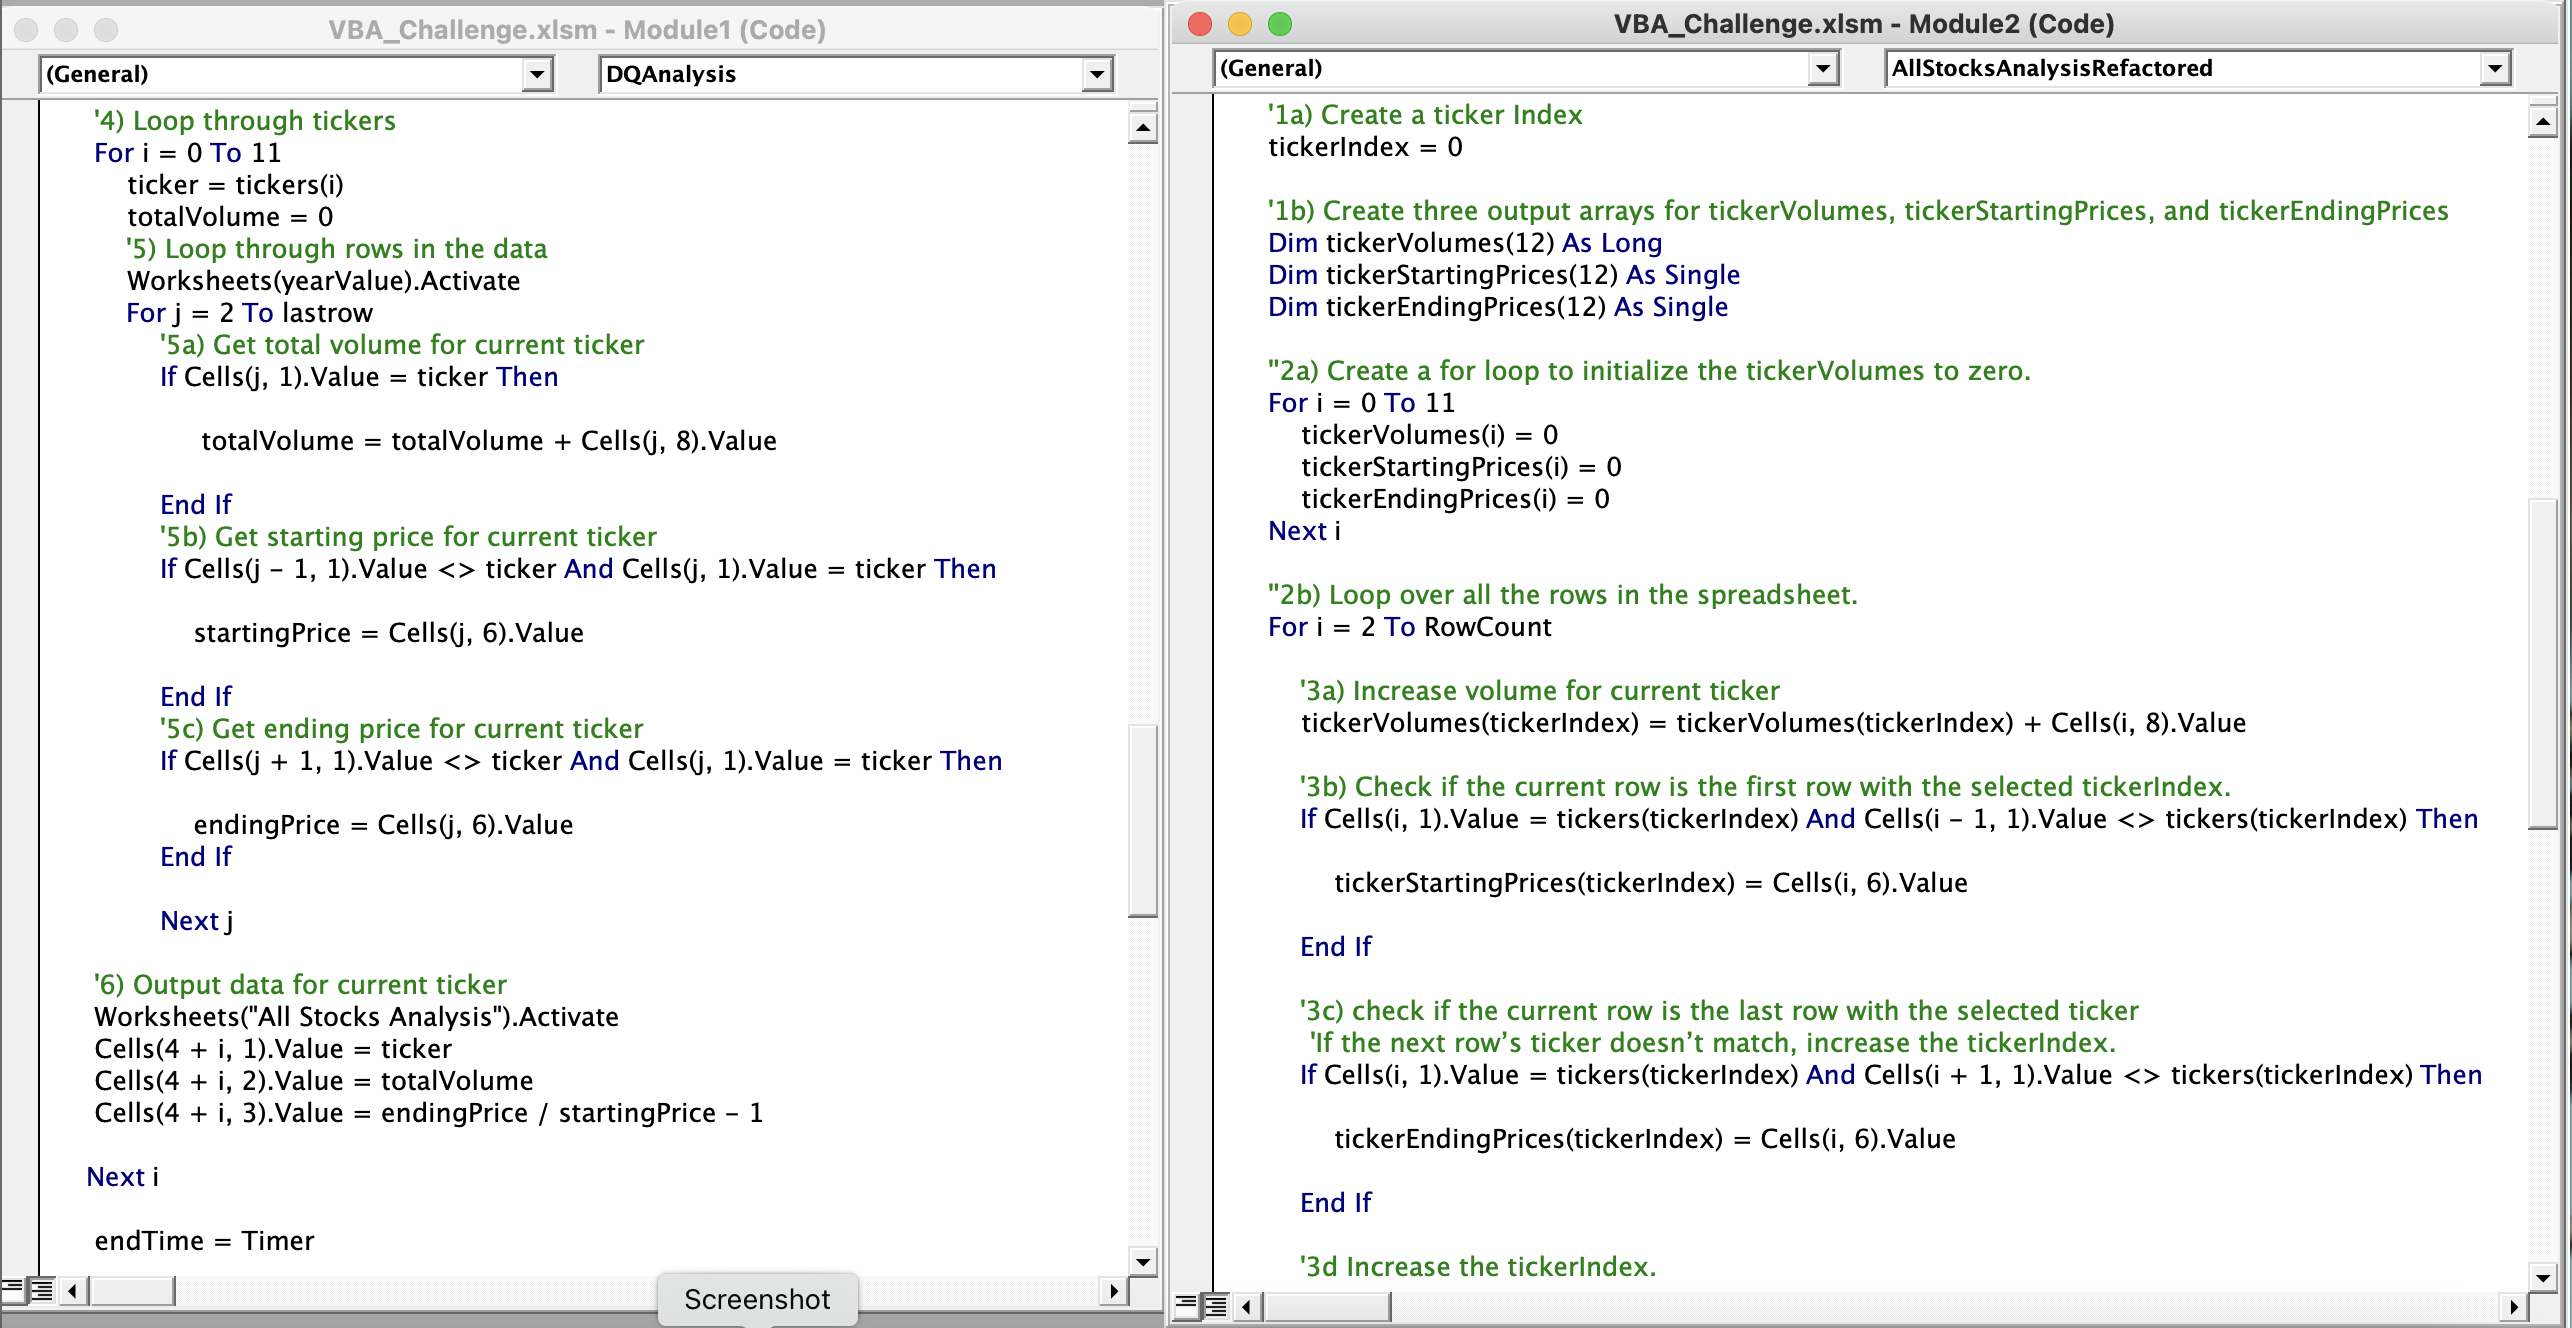 VBA_Challenge.xlsm - Module1 (Code)
(General)
DQAnalysis
'4) Loop through tickers
For i = 0 To 11
ticker = tickers(i)
totalVolume = 0
'5) Loop through rows in the data
Worksheets(yearValue).Activate
For j = 2 To lastrow
'5a) Get total volume for current ticker
If Cells(j, 1).Value = ticker Then
totalVolume = totalVolume + Cells(j, 8).Value
End If
'5b) Get starting price for current ticker
If Cells(j - 1, 1).Value <> ticker And Cells(j, 1).Value = ticker Then
startingPrice = Cells(j, 6).Value
End If
'5c) Get ending price for current ticker
If Cells(j + 1, 1).Value <> ticker And Cells(j, 1).Value = ticker Then
endingPrice = Cells(j, 6).Value
End If
Next j
'6) Output data for current ticker
Worksheets("All Stocks Analysis").Activate
Cells(4 + i, 1).Value = ticker
Cells(4 + i, 2).Value = totalVolume
Cells(4 + i, 3).Value = endingPrice / startingPrice - 1
Next i
endTime = Timer
Screenshot
VBA_Challenge.xlsm - Module2 (Code)
(General)
AllStocksAnalysisRefactored
'1a) Create a ticker Index
tickerIndex = 0
'1b) Create three output arrays for tickerVolumes, tickerStartingPrices, and tickerEndingPrices
Dim tickerVolumes(12) As Long
Dim tickerStartingPrices(12) As Single
Dim tickerEndingPrices(12) As Single
''2a) Create a for loop to initialize the tickerVolumes to zero.
For i = 0 To 11
tickerVolumes(i) = 0
tickerStartingPrices(i) = 0
tickerEndingPrices(i) = 0
Next i
''2b) Loop over all the rows in the spreadsheet.
For i = 2 To RowCount
'3a) Increase volume for current ticker
tickerVolumes(tickerIndex) = tickerVolumes(tickerIndex) + Cells(i, 8).Value
'3b) Check if the current row is the first row with the selected tickerIndex.
If Cells(i, 1).Value = tickers(tickerIndex) And Cells(i - 1, 1).Value <> tickers(tickerIndex) Then
tickerStartingPrices(tickerIndex) = Cells(i, 6).Value
End If
'3c) check if the current row is the last row with the selected ticker
'If the next row’s ticker doesn’t match, increase the tickerIndex.
If Cells(i, 1).Value = tickers(tickerIndex) And Cells(i + 1, 1).Value <> tickers(tickerIndex) Then
tickerEndingPrices(tickerIndex) = Cells(i, 6).Value
End If
'3d Increase the tickerIndex.